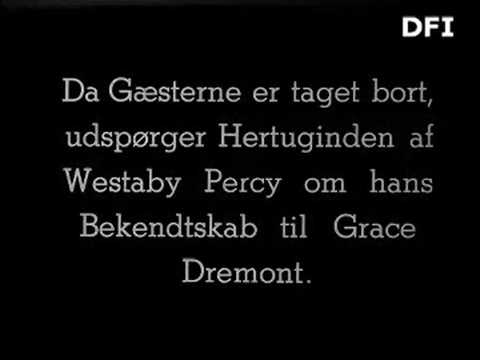 DFI
Da Gæsterne er taget bort,
udspørger Hertuginden af
Westaby Percy om hans
Bekendtskab til Grace
Dremont.